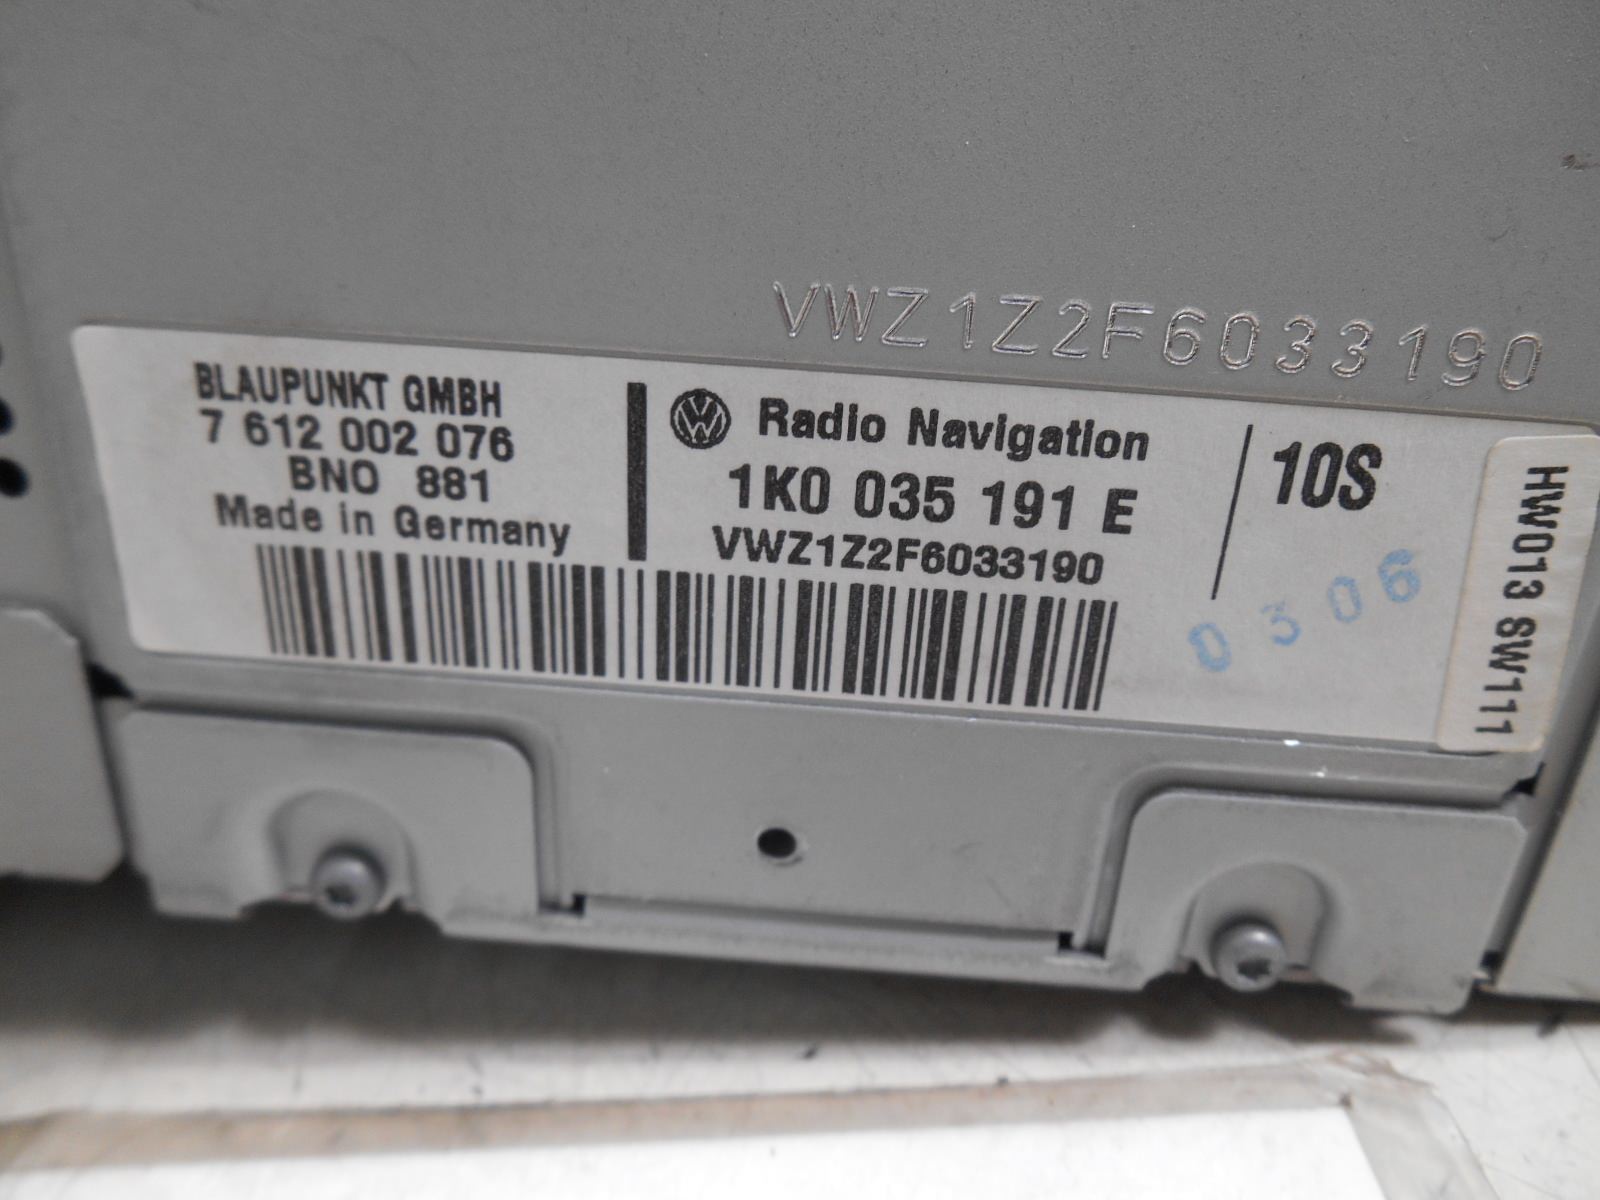 VWZ1Z2F6033190
BLAUPUNKT GMBH
7 612 002 076
BNO 881
Made in Germany
VW Radio Navigation
1K0 035 191 E
VWZ1Z2F6033190
10S
0306
HW013 SW111